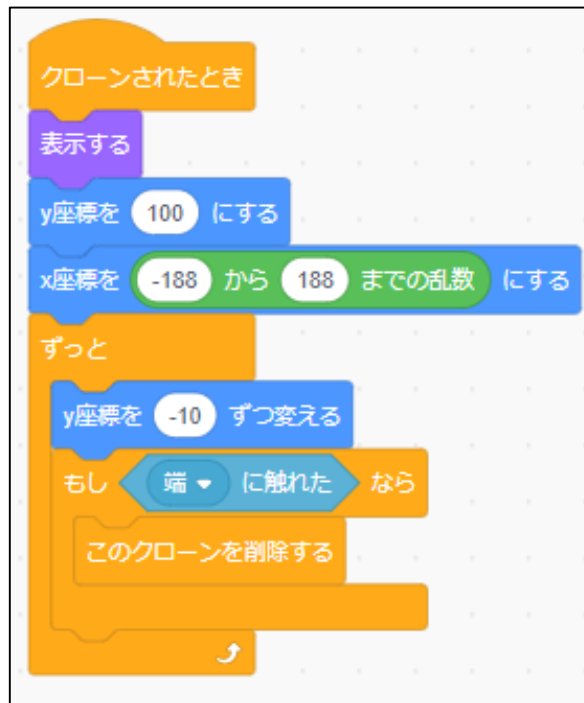 クローンされたとき
表示する
y座標を 100 にする
x座標を -188 から 188 までの乱数 にする
ずっと
y座標を -10 ずつ変える
もし 端 に触れた なら
このクローンを削除する